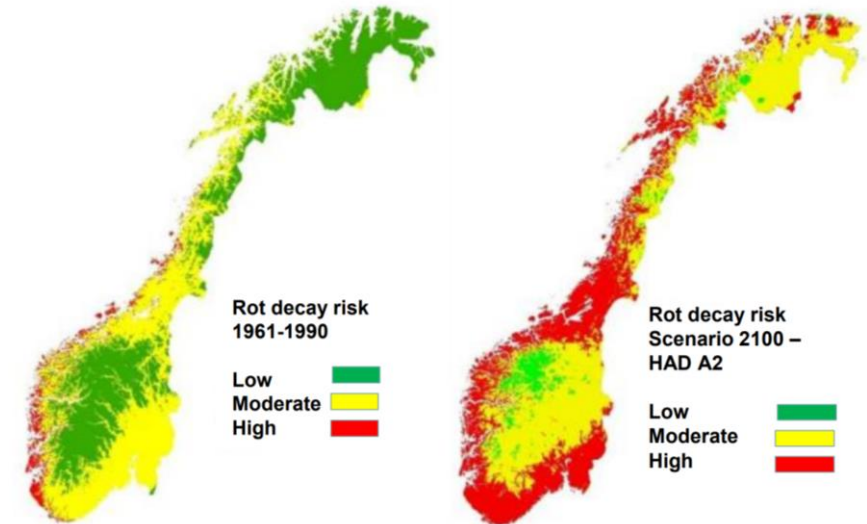 Rot decay risk
1961-1990
Low
Moderate
High
Rot decay risk
Scenario 2100 –
HAD A2
Low
Moderate
High